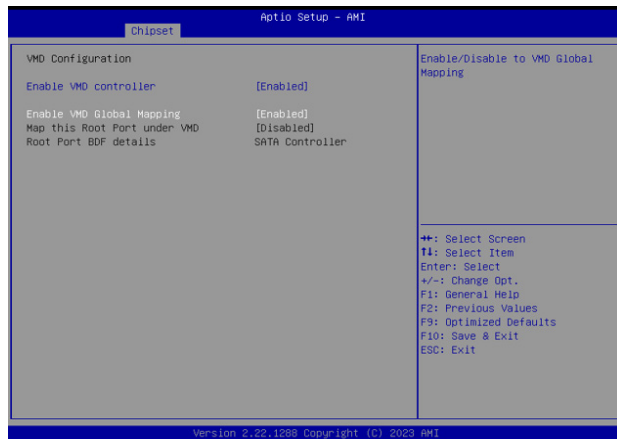 Aptio Setup – AMI
Chipset
VMD Configuration
Enable VMD controller [Enabled]
Enable VMD Global Mapping [Enabled]
Map this Root Port under VMD [Disabled]
Root Port BDF details SATA Controller
Enable/Disable to VMD Global
Mapping
→←: Select Screen
↑↓: Select Item
Enter: Select
+/-: Change Opt.
F1: General Help
F2: Previous Values
F9: Optimized Defaults
F10: Save & Exit
ESC: Exit
Version 2.22.1288 Copyright (C) 2023 AMI